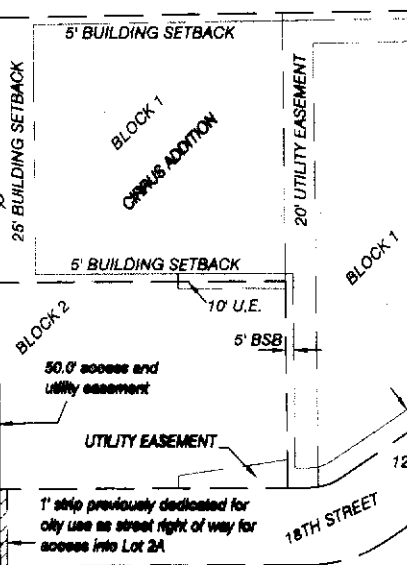 5' BUILDING SETBACK
25' BUILDING SETBACK
BLOCK 1
CIRRUS ADDITION
20' UTILITY EASEMENT
5' BUILDING SETBACK
BLOCK 1
10' U.E.
BLOCK 2
5' BSB
50.0' access and
utility easement
UTILITY EASEMENT
12
1' strip previously dedicated for
city use as street right of way for
access into Lot 2A
18TH STREET